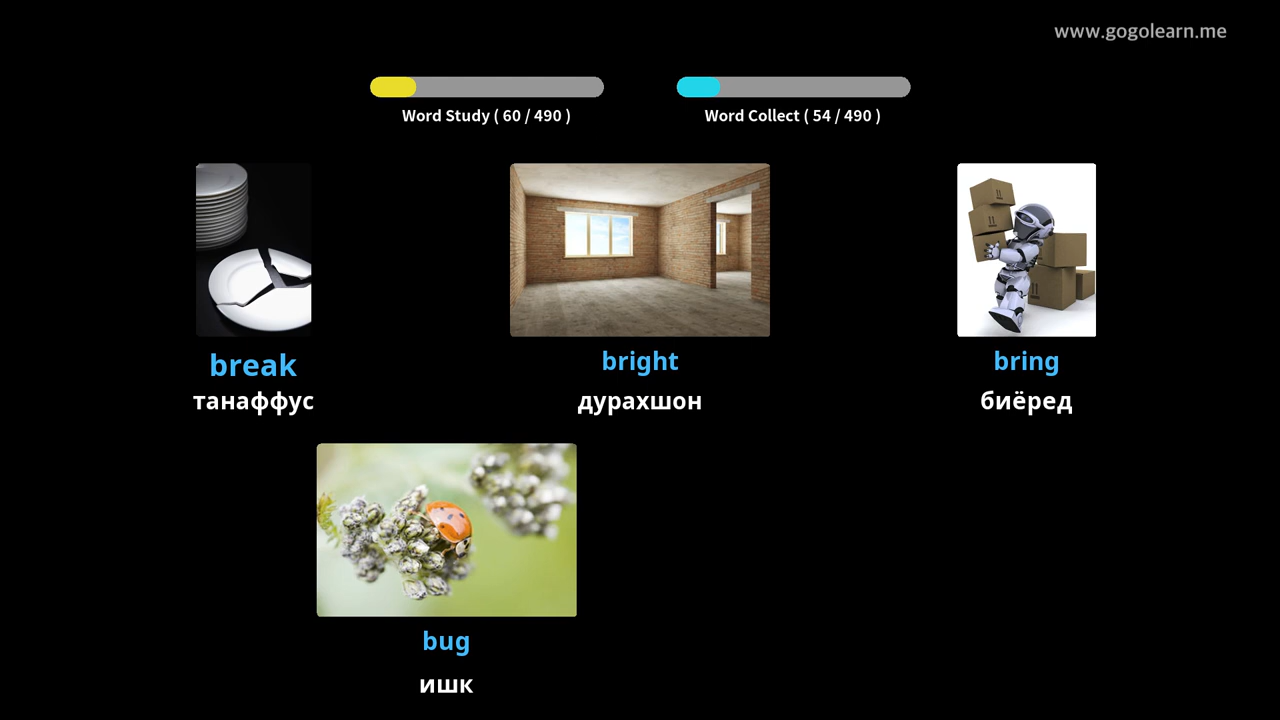 www.gogolearn.me
Word Study ( 60 / 490 )
Word Collect ( 54 / 490 )
break
танаффус
bright
дурахшон
bring
биёред
bug
ишк